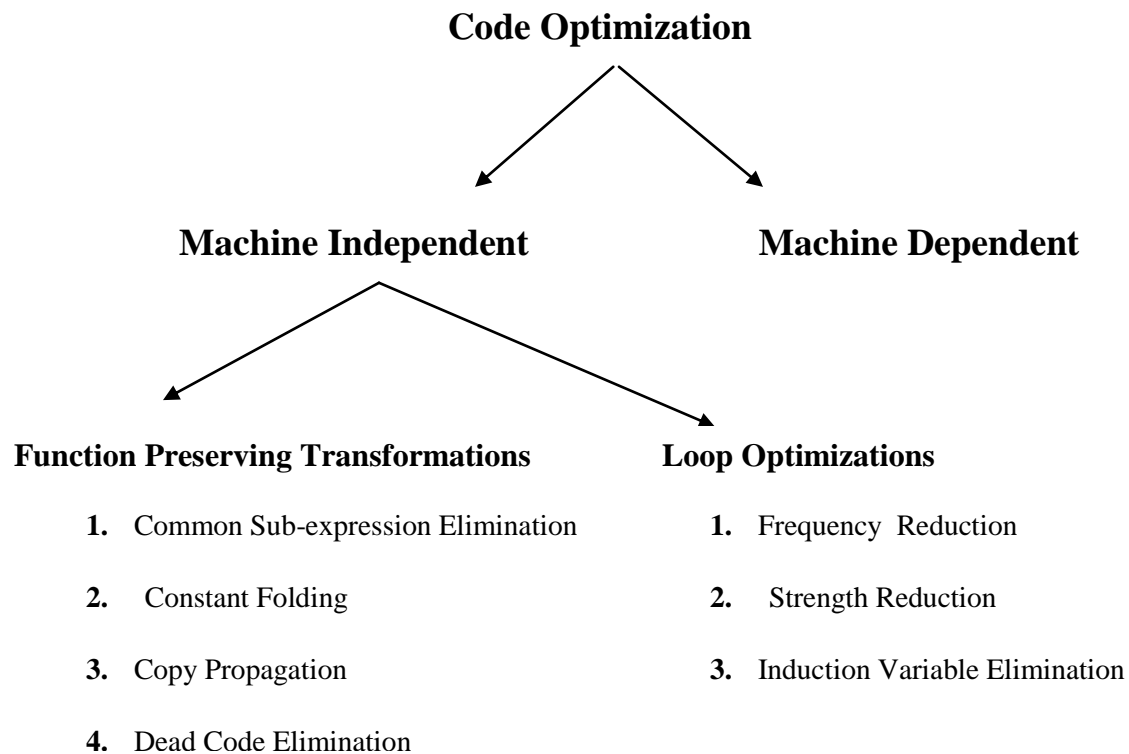 Code Optimization
Machine Independent Machine Dependent
Function Preserving Transformations Loop Optimizations
1. Common Sub-expression Elimination
2. Constant Folding
3. Copy Propagation
4. Dead Code Elimination
1. Frequency Reduction
2. Strength Reduction
3. Induction Variable Elimination